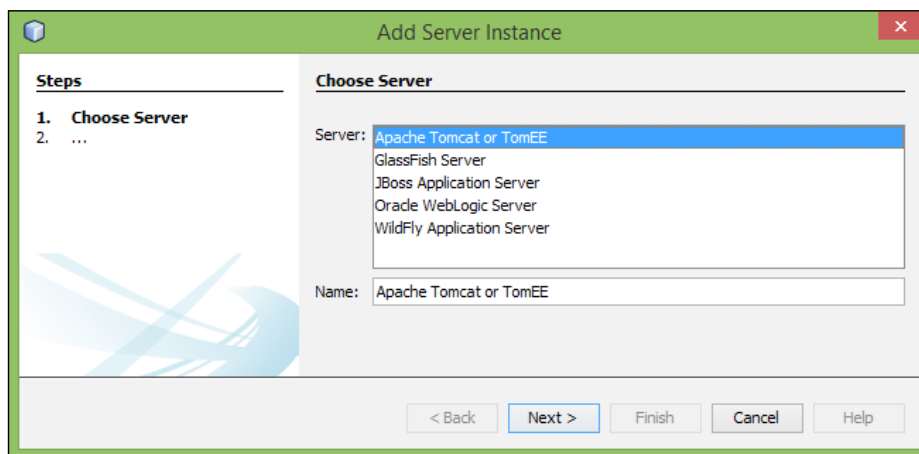 Add Server Instance
Steps
1. Choose Server
2. ...
Choose Server
Server:
Apache Tomcat or TomEE
GlassFish Server
JBoss Application Server
Oracle WebLogic Server
WildFly Application Server
Name: Apache Tomcat or TomEE
< Back Next > Finish Cancel Help